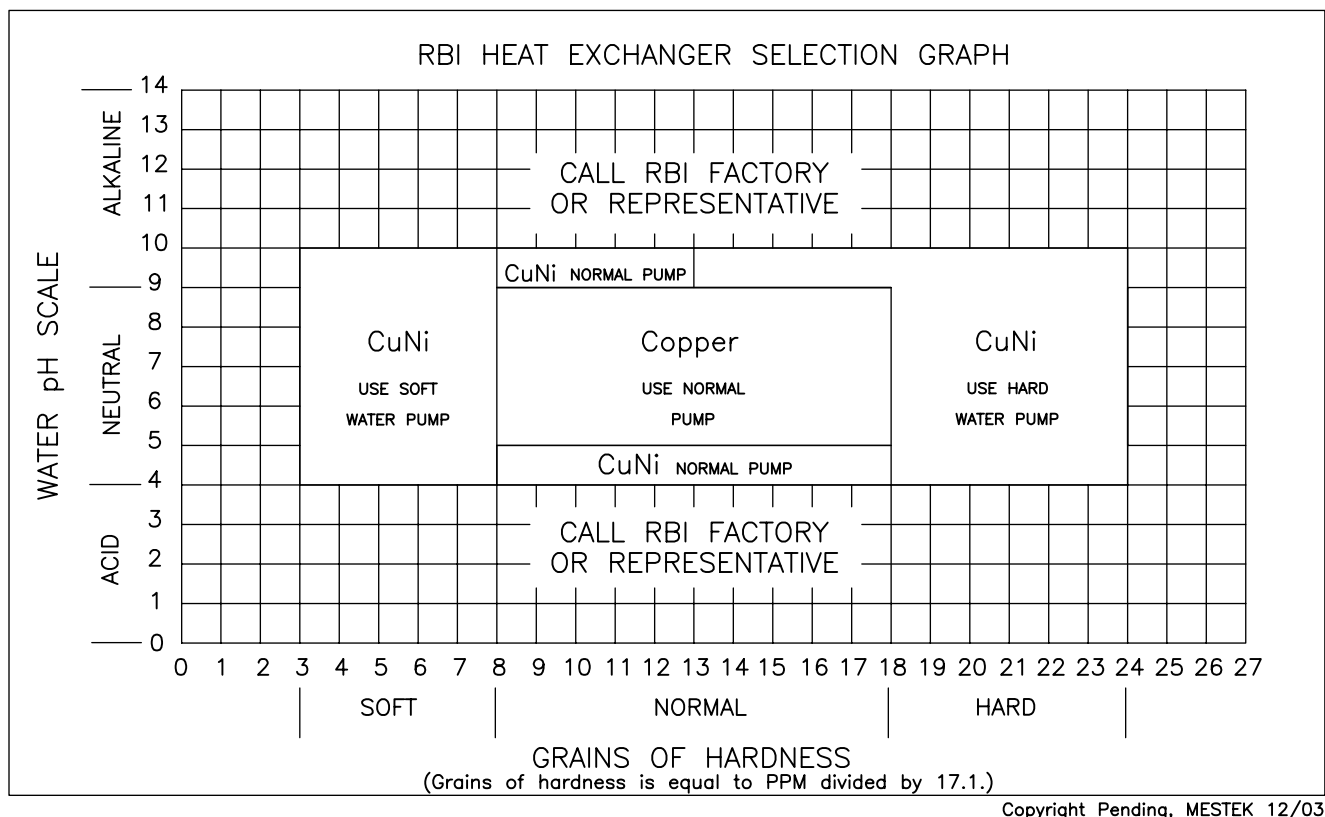 RBI HEAT EXCHANGER SELECTION GRAPH
WATER pH SCALE
ALKALINE
NEUTRAL
ACID
14
13
12
11
10
9
8
7
6
5
4
3
2
1
0
CALL RBI FACTORY
OR REPRESENTATIVE
CuNi NORMAL PUMP
CuNi
USE SOFT
WATER PUMP
Copper
USE NORMAL
PUMP
CuNi
USE HARD
WATER PUMP
CuNi NORMAL PUMP
CALL RBI FACTORY
OR REPRESENTATIVE
0 1 2 3 4 5 6 7 8 9 10 11 12 13 14 15 16 17 18 19 20 21 22 23 24 25 26 27
SOFT NORMAL HARD
GRAINS OF HARDNESS
(Grains of hardness is equal to PPM divided by 17.1.)
Copyright Pending, MESTEK 12/03